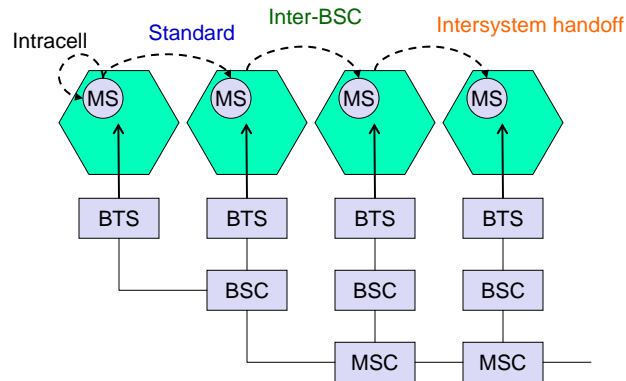 Inter-BSC
Intracell
Standard
Intersystem handoff
MS
MS
MS
MS
BTS
BTS
BTS
BTS
BSC
BSC
BSC
MSC
MSC